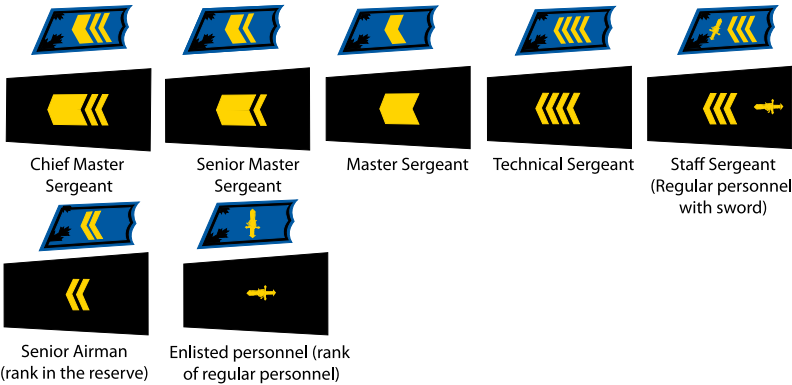 Chief Master
Sergeant
Senior Master
Sergeant
Master Sergeant
Technical Sergeant
Staff Sergeant
(Regular personnel
with sword)
Senior Airman
(rank in the reserve)
Enlisted personnel (rank
of regular personnel)